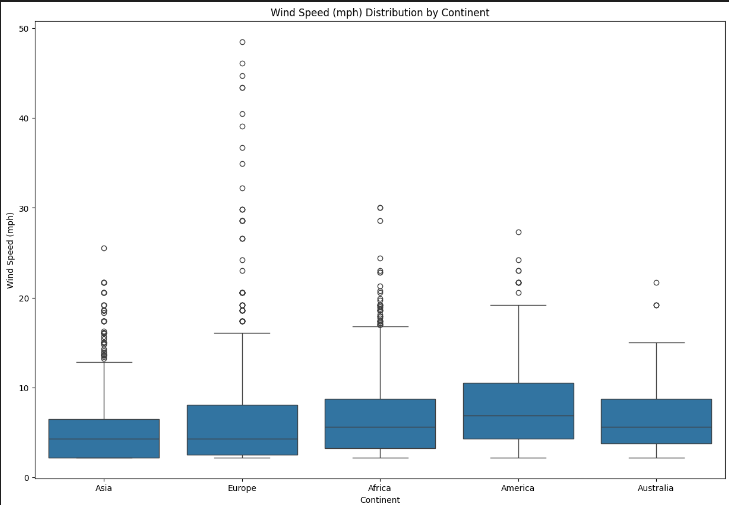 Wind Speed (mph) Distribution by Continent
Wind Speed (mph)
50
40
30
20
10
0
Asia Europe Africa America Australia
Continent